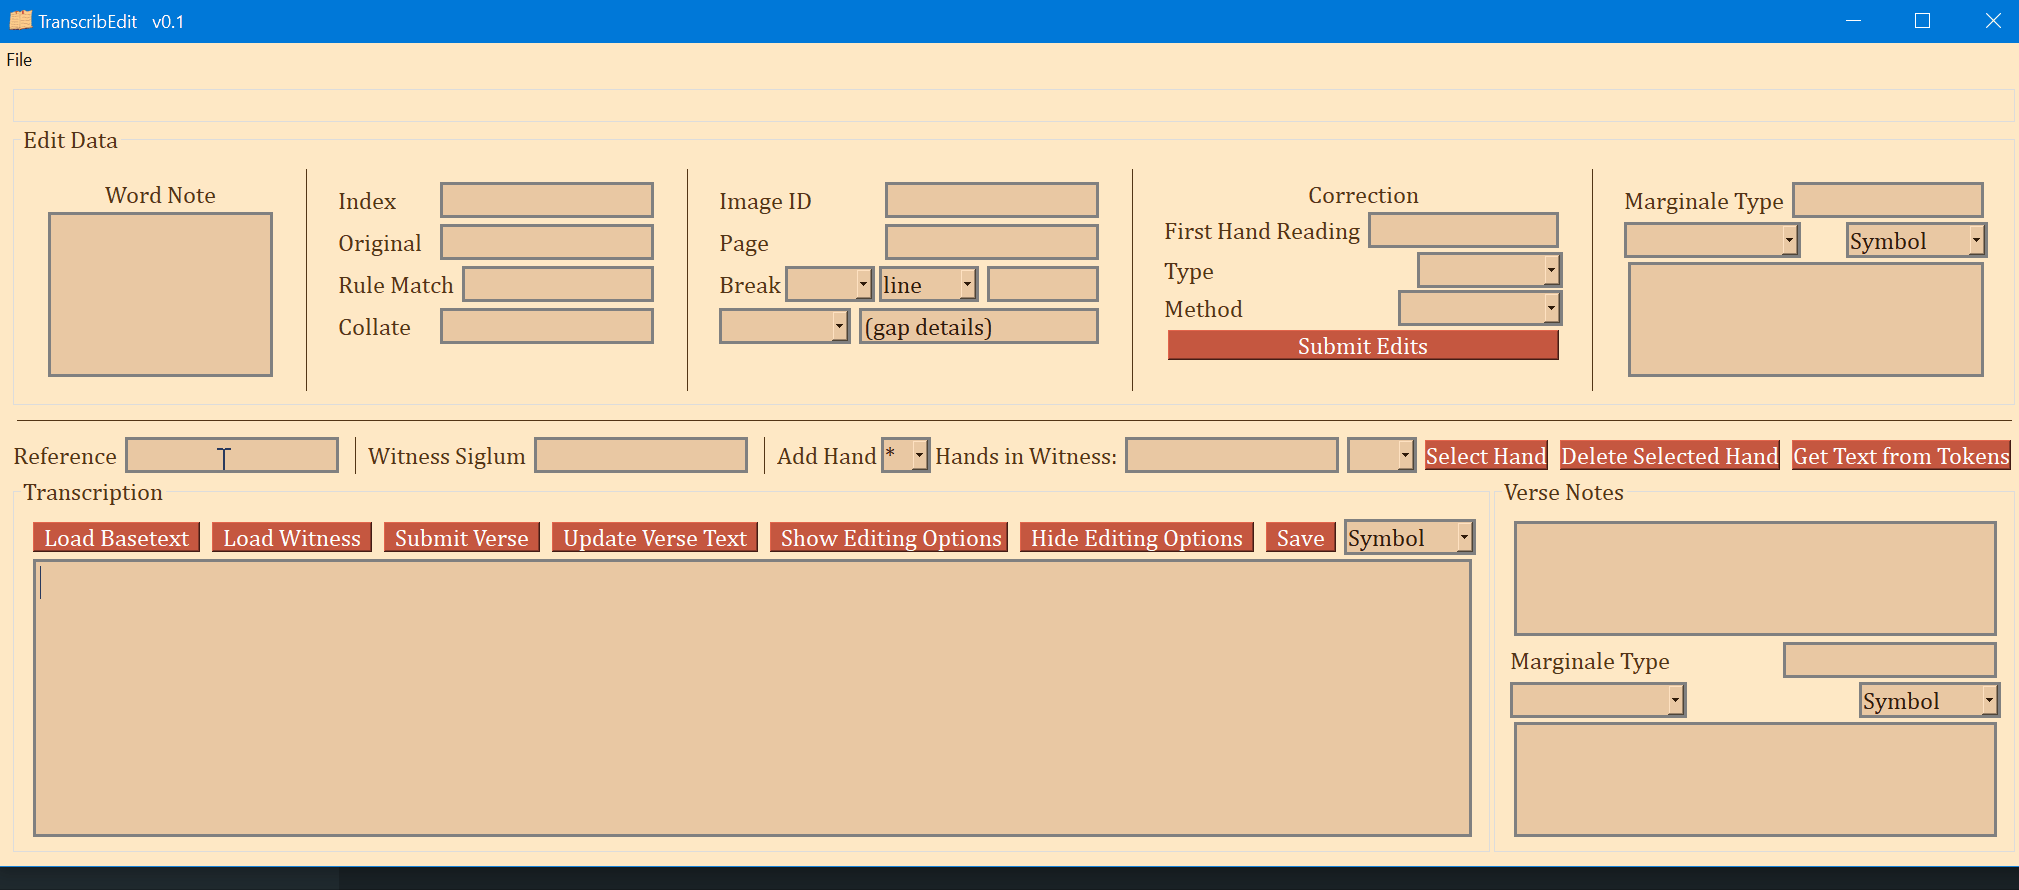 TranscribEdit v0.1
File
Edit Data
Word Note
Index
Original
Rule Match
Collate
Image ID
Page
Break line
(gap details)
Correction
First Hand Reading
Type
Method
Submit Edits
Marginale Type
Symbol
Reference Witness Siglum Add Hand * Hands in Witness: Select Hand Delete Selected Hand Get Text from Tokens
Transcription
Load Basetext Load Witness Submit Verse Update Verse Text Show Editing Options Hide Editing Options Save Symbol
Verse Notes
Marginale Type
Symbol